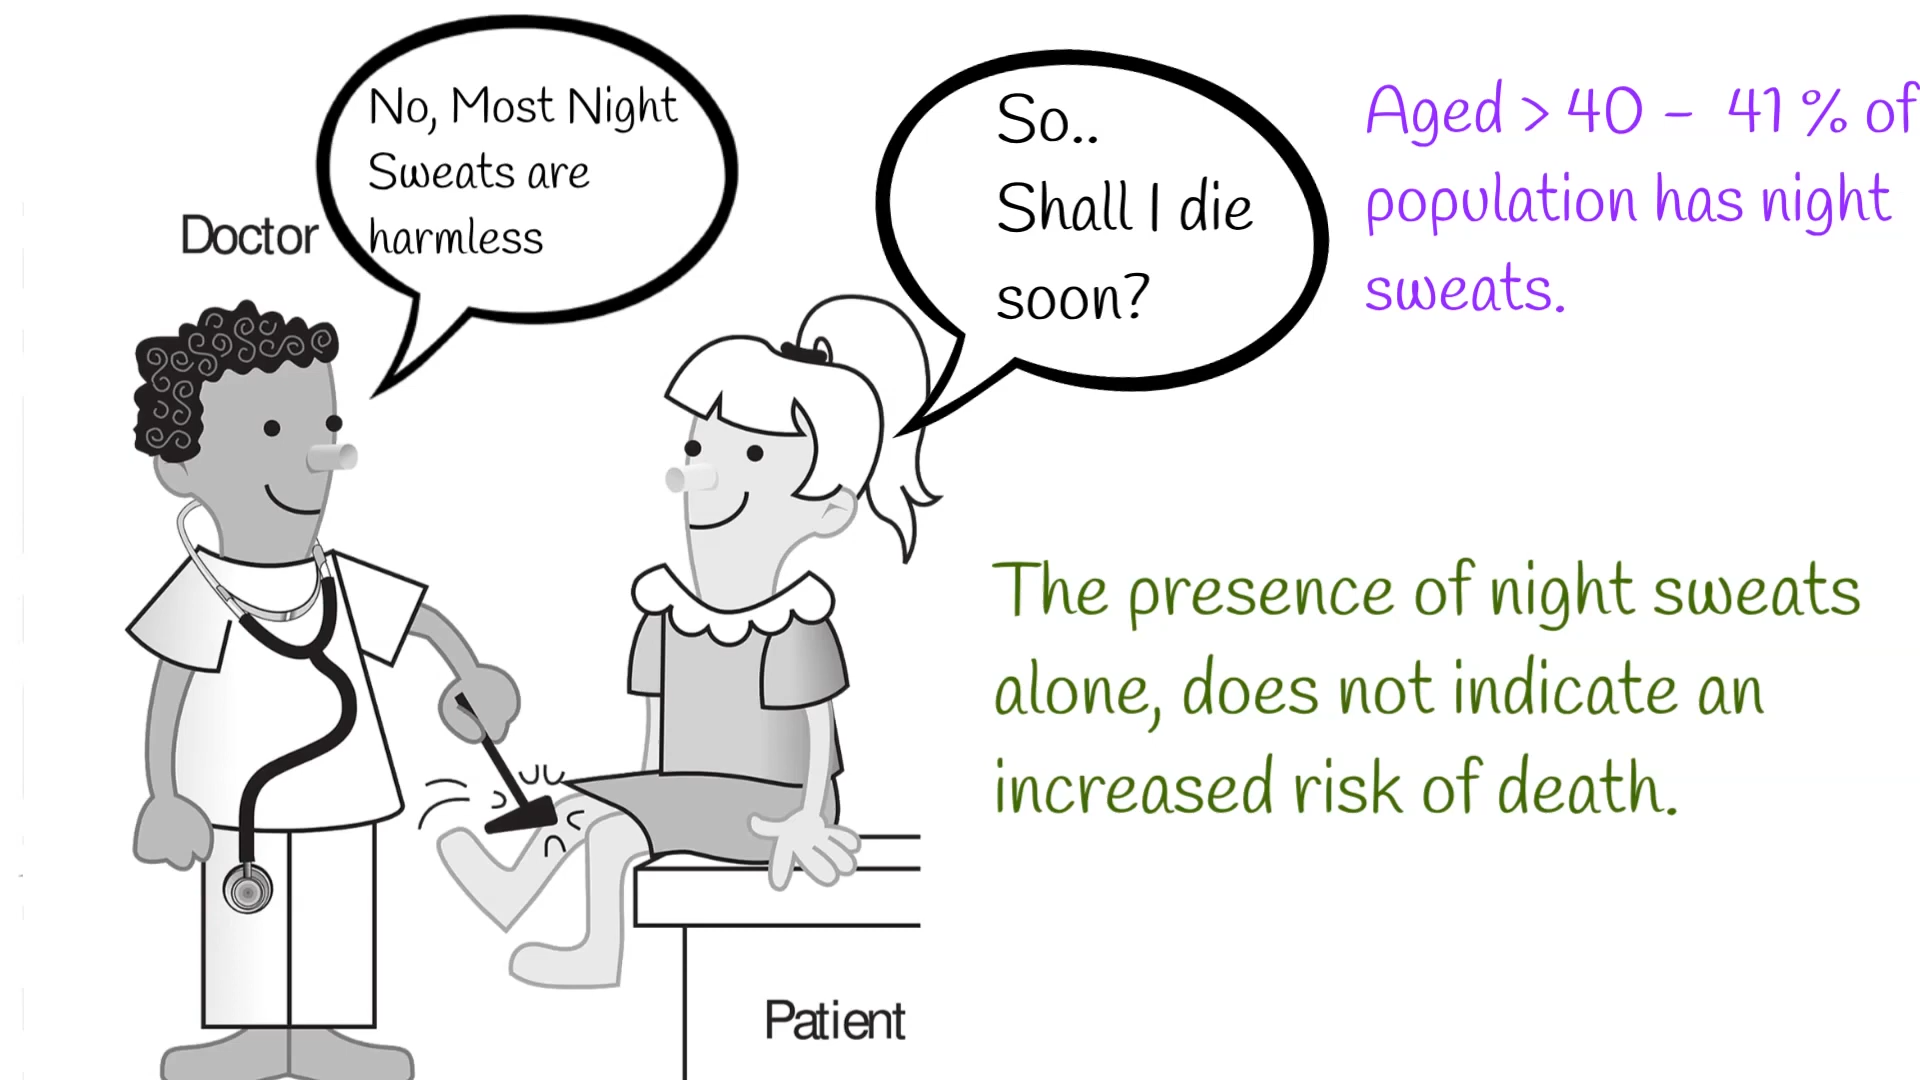 No, Most Night
Sweats are
harmless
Doctor
So..
Shall I die
soon?
Aged > 40 - 41 % of
population has night
sweats.
The presence of night sweats
alone, does not indicate an
increased risk of death.
Patient